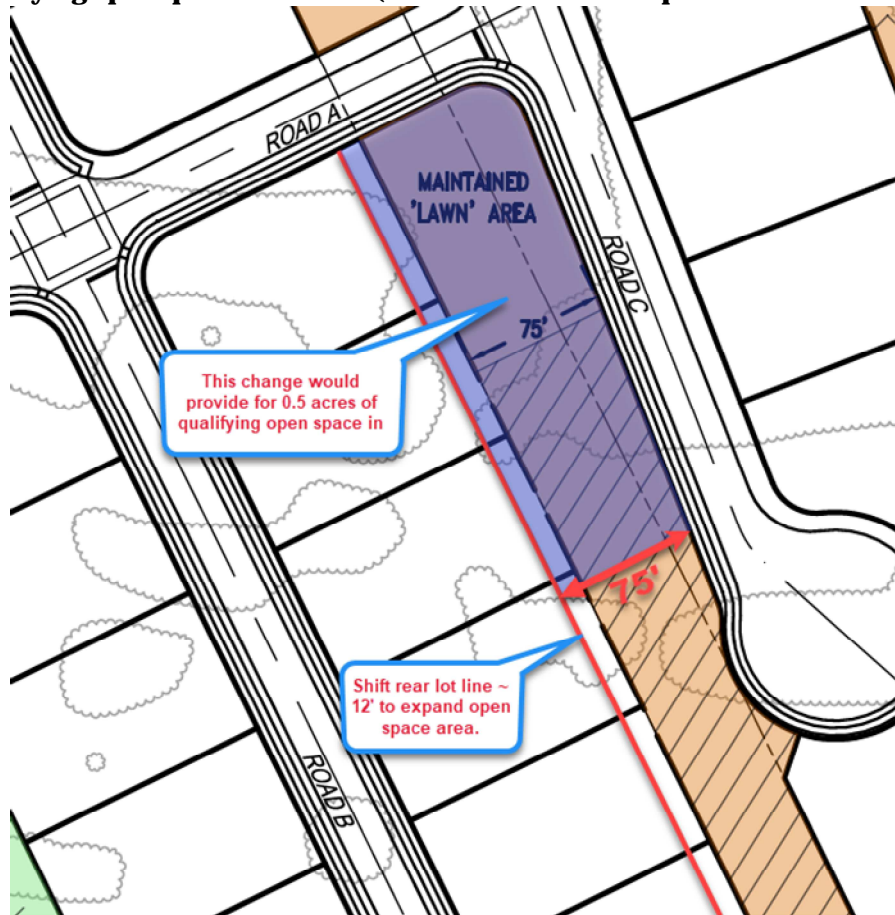 ROAD A
MAINTAINED
'LAWN' AREA
ROAD C
75'
This change would
provide for 0.5 acres of
qualifying open space in
75'
Shift rear lot line ~
12' to expand open
space area.
ROAD B